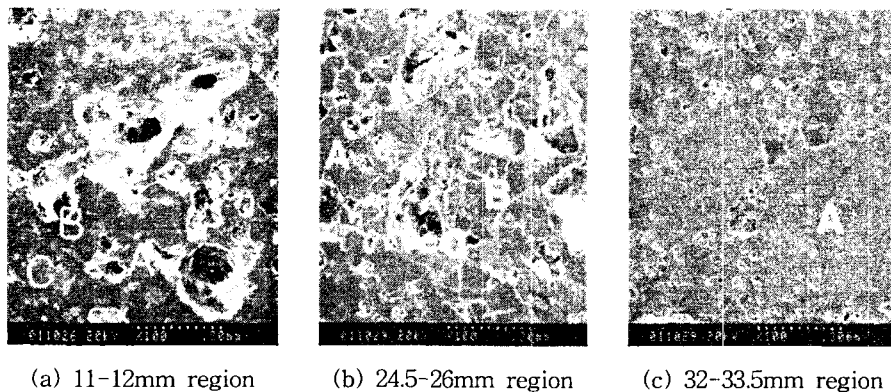 B
C
A
A
B
A
(a) 11-12mm region
(b) 24.5-26mm region
(c) 32-33.5mm region